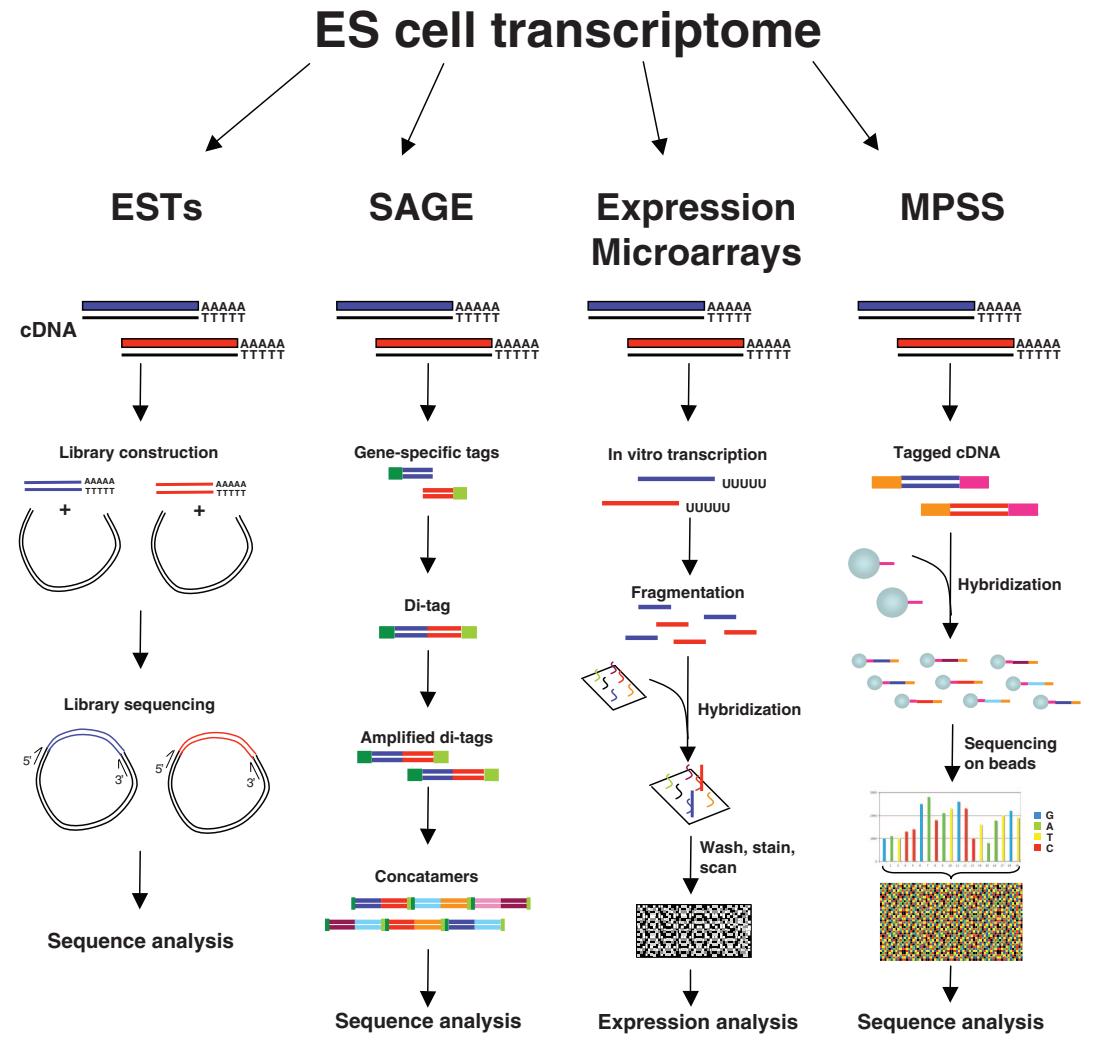 ES cell transcriptome
ESTs
SAGE
Expression
Microarrays
MPSS
cDNA
AAAAA
TTTTT
AAAAA
TTTTT
AAAAA
TTTTT
AAAAA
TTTTT
AAAAA
TTTTT
AAAAA
TTTTT
AAAAA
TTTTT
AAAAA
TTTTT
Library construction
AAAAA
TTTTT
AAAAA
TTTTT
+
+
Library sequencing
5'
3'
5'
3'
Sequence analysis
Gene-specific tags
Di-tag
Amplified di-tags
Concatamers
Sequence analysis
In vitro transcription
UUUUU
UUUUU
Fragmentation
Hybridization
Wash, stain,
scan
Expression analysis
Tagged cDNA
Hybridization
Sequencing
on beads
G
A
T
C
Sequence analysis